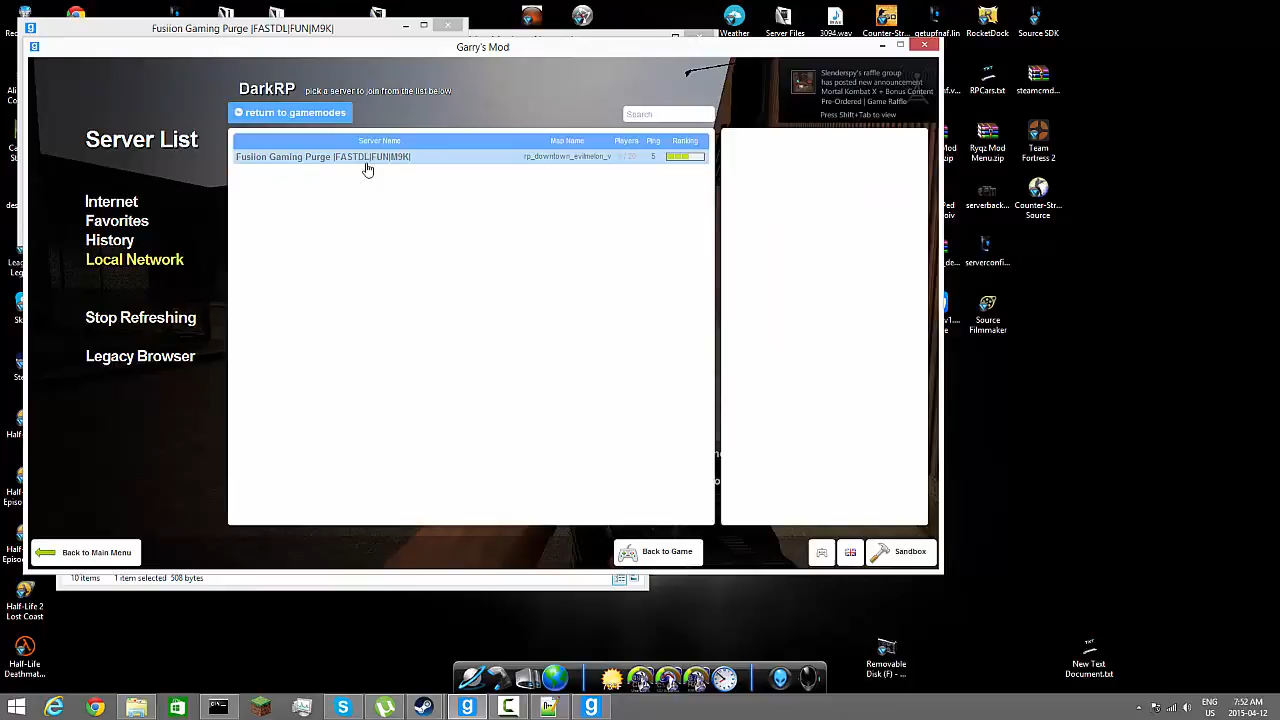 Fusiion Gaming Purge |FASTDL|FUN|M9K|
Weather
Server Files
3094.wav
Counter-Str...
getupfnaf.lin
RocketDock
Source SDK
Garry's Mod
DarkRP pick a server to join from the list below
return to gamemodes
Search
Slenderspy's raffle group
has posted new announcement
Mortal Kombat X + Bonus Content
Pre-Ordered | Game Raffle
Press Shift+Tab to view
Server List
Server Name Map Name Players Ping Ranking
Fusiion Gaming Purge |FASTDL|FUN|M9K| rp_downtown_evilmelon_v 5
Internet
Favorites
History
Local Network
Stop Refreshing
Legacy Browser
RPCars.txt
steamcmd...
Ryqz Mod
Menu.zip
Team
Fortress 2
serverback...
Counter-Str...
Source
serverconfi...
Source
Filmmaker
Back to Main Menu
Back to Game
Sandbox
10 items 1 item selected 508 bytes
Half-Life 2
Lost Coast
Half-Life
Deathmat...
Removable
Disk (F) - ...
New Text
Document.txt
ENG
US
7:52 AM
2015-04-12